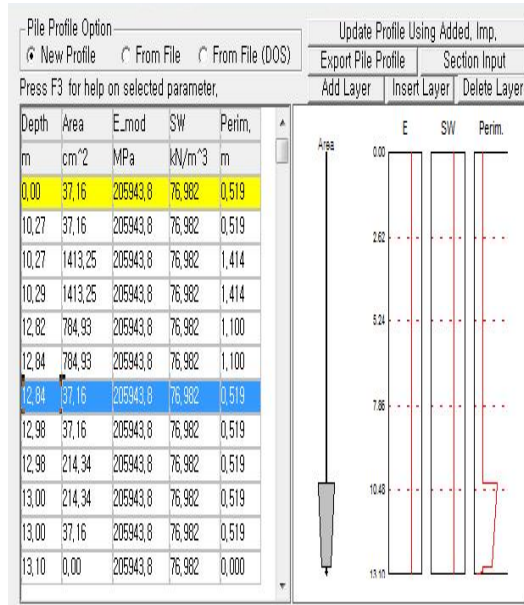 Pile Profile Option
New Profile From File From File (DOS)
Press F3 for help on selected parameter,
Update Profile Using Added, Imp,
Export Pile Profile Section Input
Add Layer Insert Layer Delete Layer
Depth Area E_mod SW Perim,
m cm^2 MPa kN/m^3 m
0,00 37,16 205943,8 76,982 0,519
10,27 37,16 205943,8 76,982 0,519
10,27 1413,25 205943,8 76,982 1,414
10,29 1413,25 205943,8 76,982 1,414
12,82 784,93 205943,8 76,982 1,100
12,84 784,93 205943,8 76,982 1,100
12,84 37,16 205943,8 76,982 0,519
12,98 37,16 205943,8 76,982 0,519
12,98 214,34 205943,8 76,982 0,519
13,00 214,34 205943,8 76,982 0,519
13,00 37,16 205943,8 76,982 0,519
13,10 0,00 205943,8 76,982 0,000
Area E SW Perim.
0.00
2.62
5.24
7.86
10.48
13.10